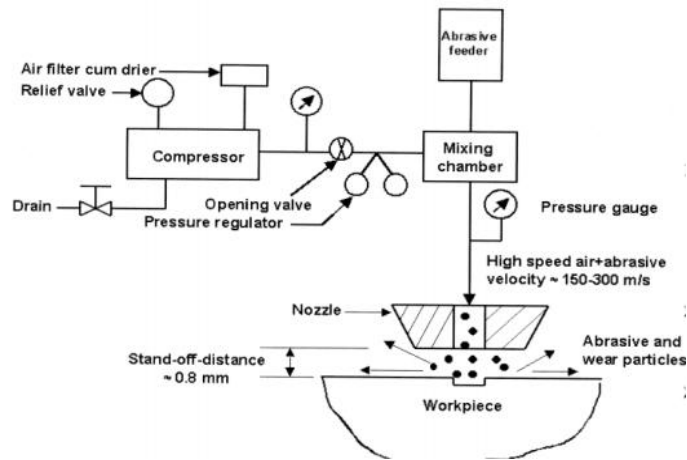 Abrasive
feeder
Air filter cum drier
Relief valve
Compressor
Mixing
chamber
Opening valve
Drain
Pressure regulator
Pressure gauge
High speed air+abrasive
velocity ~ 150-300 m/s
Nozzle
Stand-off-distance
~ 0.8 mm
Abrasive and
wear particles
Workpiece